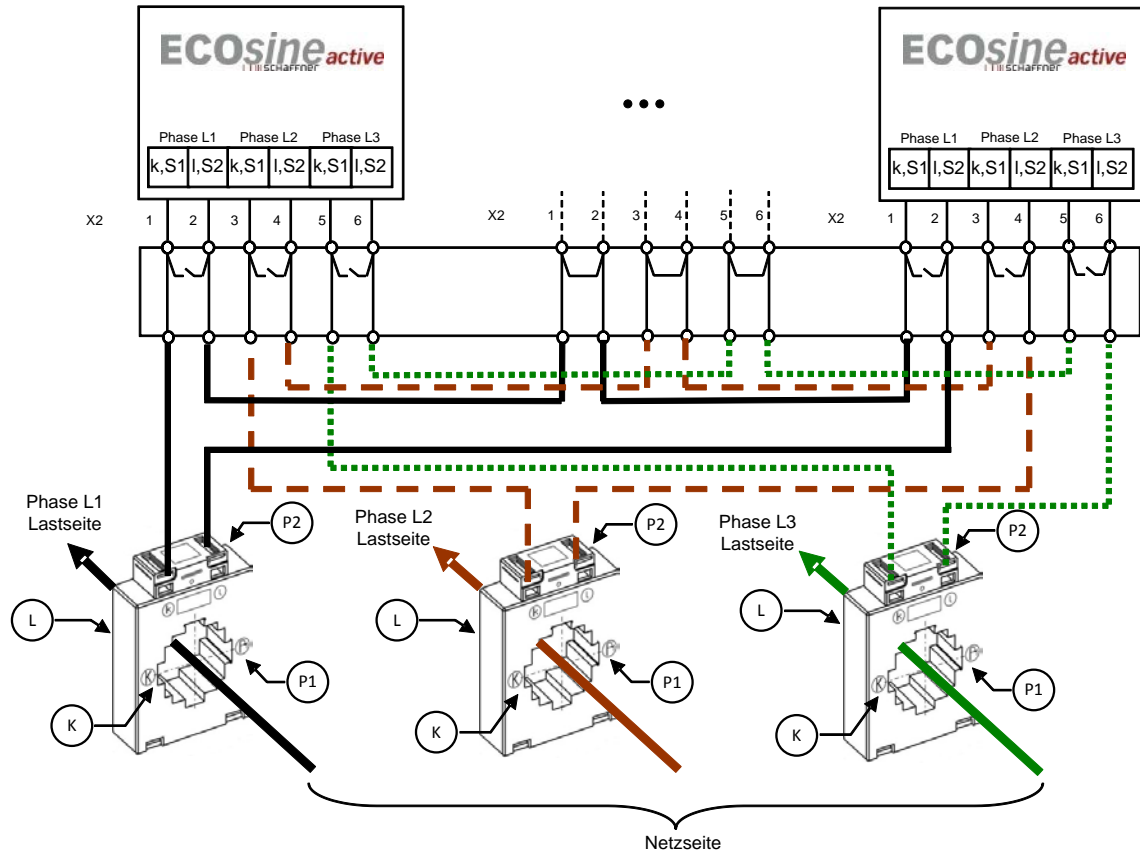 ECOsine active
SCHAFFNER
ECOsine active
SCHAFFNER
•••
Phase L1 Phase L2 Phase L3
k,S1 l,S2 k,S1 l,S2 k,S1 l,S2
Phase L1 Phase L2 Phase L3
k,S1 l,S2 k,S1 l,S2 k,S1 l,S2
X2 1 2 3 4 5 6
X2 1 2 3 4 5 6
X2 1 2 3 4 5 6
Phase L1
Lastseite
P2
Phase L2
Lastseite
P2
Phase L3
Lastseite
P2
L
K
L
P1
K
K
L
L
P1
K
K
L
L
P1
K
K
K
Netzseite